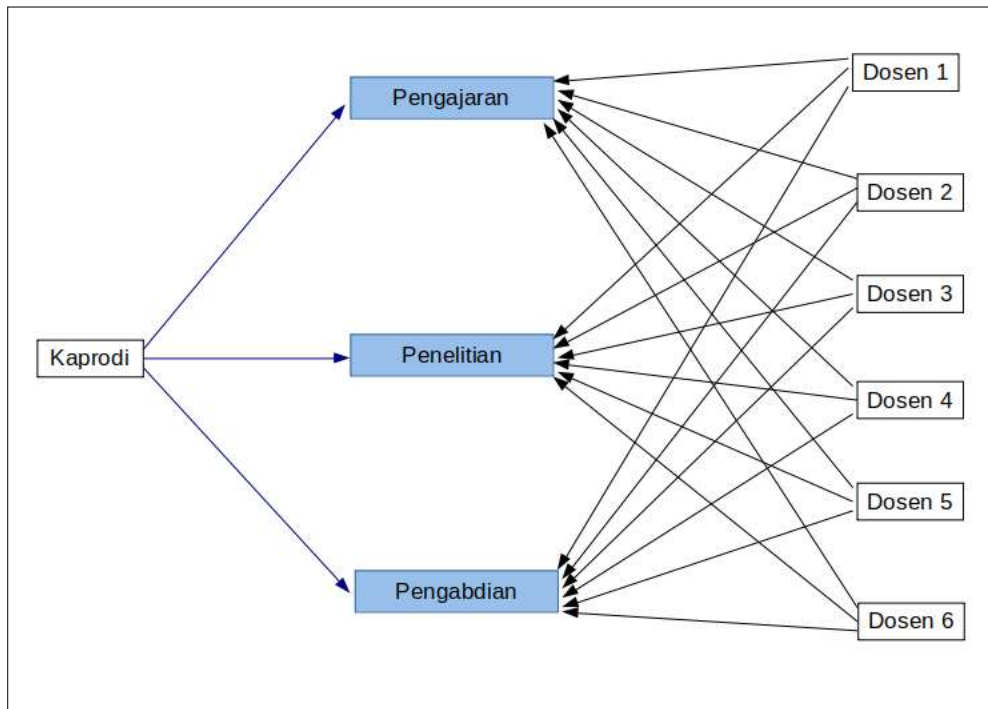 Pengajaran
Dosen 1
Dosen 2
Dosen 3
Kaprodi
Penelitian
Dosen 4
Dosen 5
Pengabdian
Dosen 6